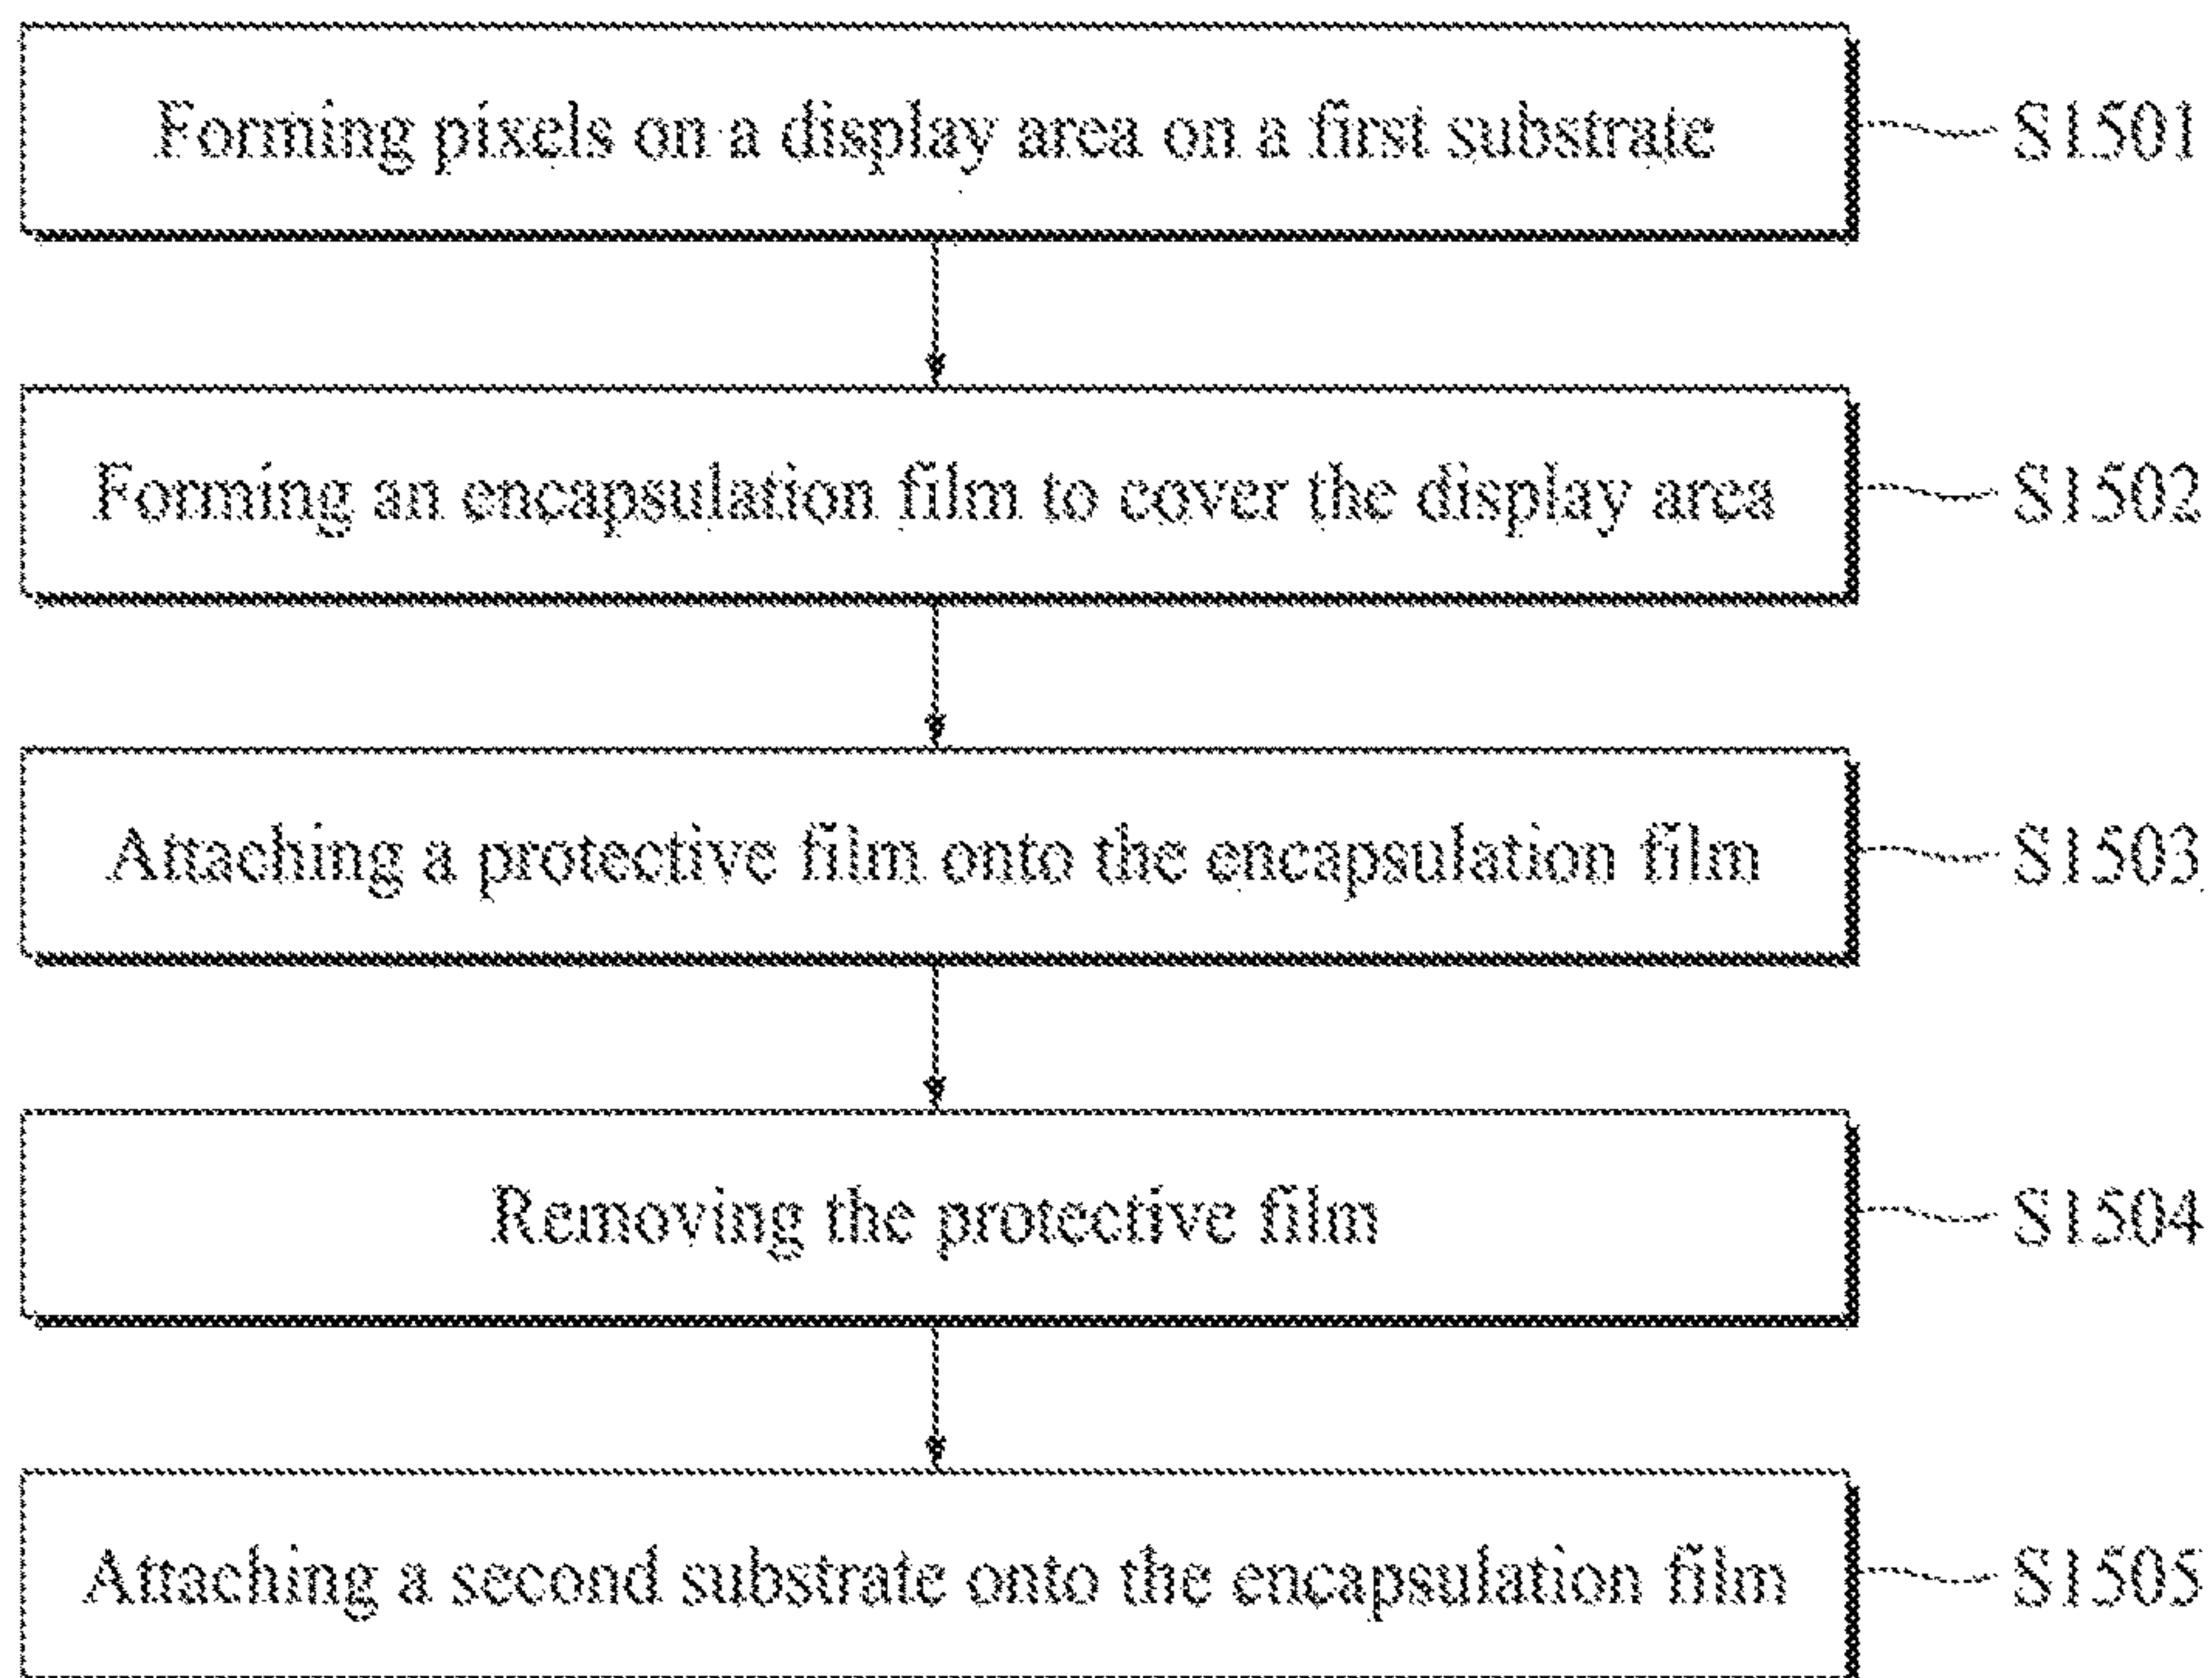 Forming pixels on a display area on a first substrate
S1501
Forming an encapsulation film to cover the display area
S1502
Attaching a protective film onto the encapsulation film
S1503
Removing the protective film
S1504
Attaching a second substrate onto the encapsulation film
S1505